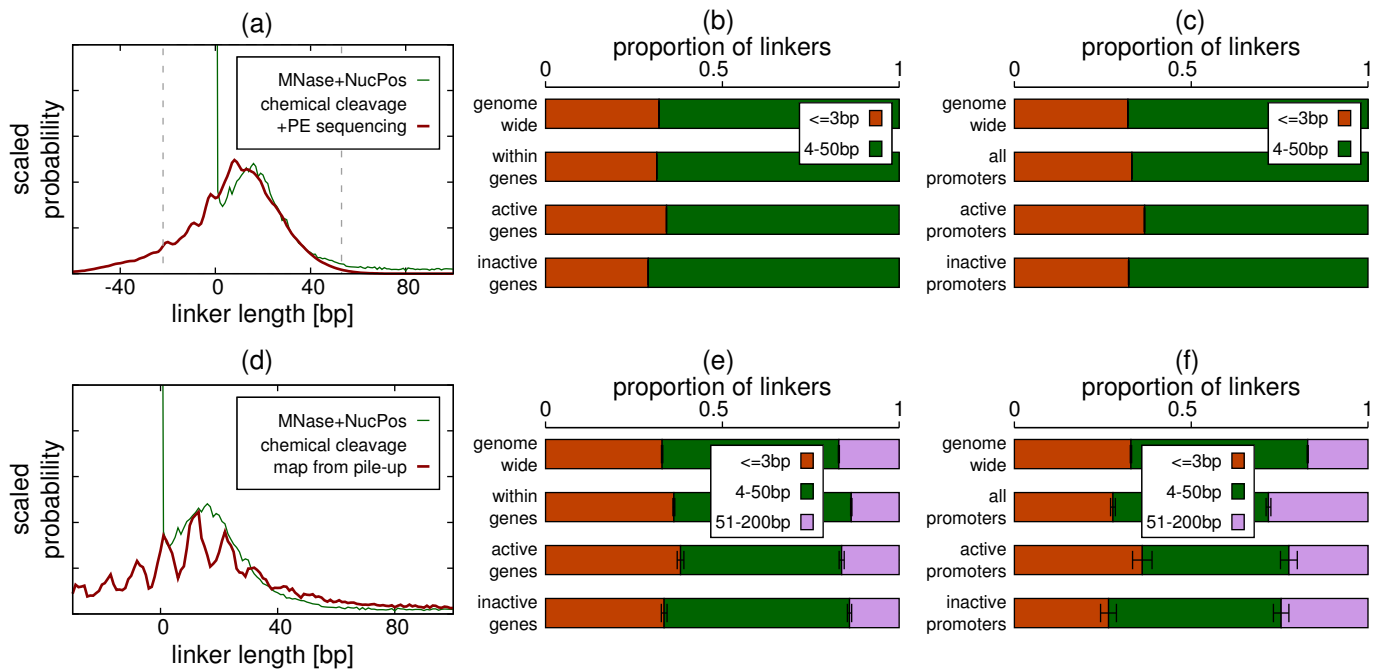 (a)
MNase+NucPos
chemical cleavage
+PE sequencing
scaled
probability
-40
0
40
80
linker length [bp]
(b)
proportion of linkers
0
0.5
1
genome
wide
within
genes
active
genes
inactive
genes
<=3bp
4-50bp
(c)
proportion of linkers
0
0.5
1
genome
wide
all
promoters
active
promoters
inactive
promoters
<=3bp
4-50bp
(d)
MNase+NucPos
chemical cleavage
map from pile-up
scaled
probability
0
40
80
linker length [bp]
(e)
proportion of linkers
0
0.5
1
genome
wide
within
genes
active
genes
inactive
genes
<=3bp
4-50bp
51-200bp
(f)
proportion of linkers
0
0.5
1
genome
wide
all
promoters
active
promoters
inactive
promoters
<=3bp
4-50bp
51-200bp